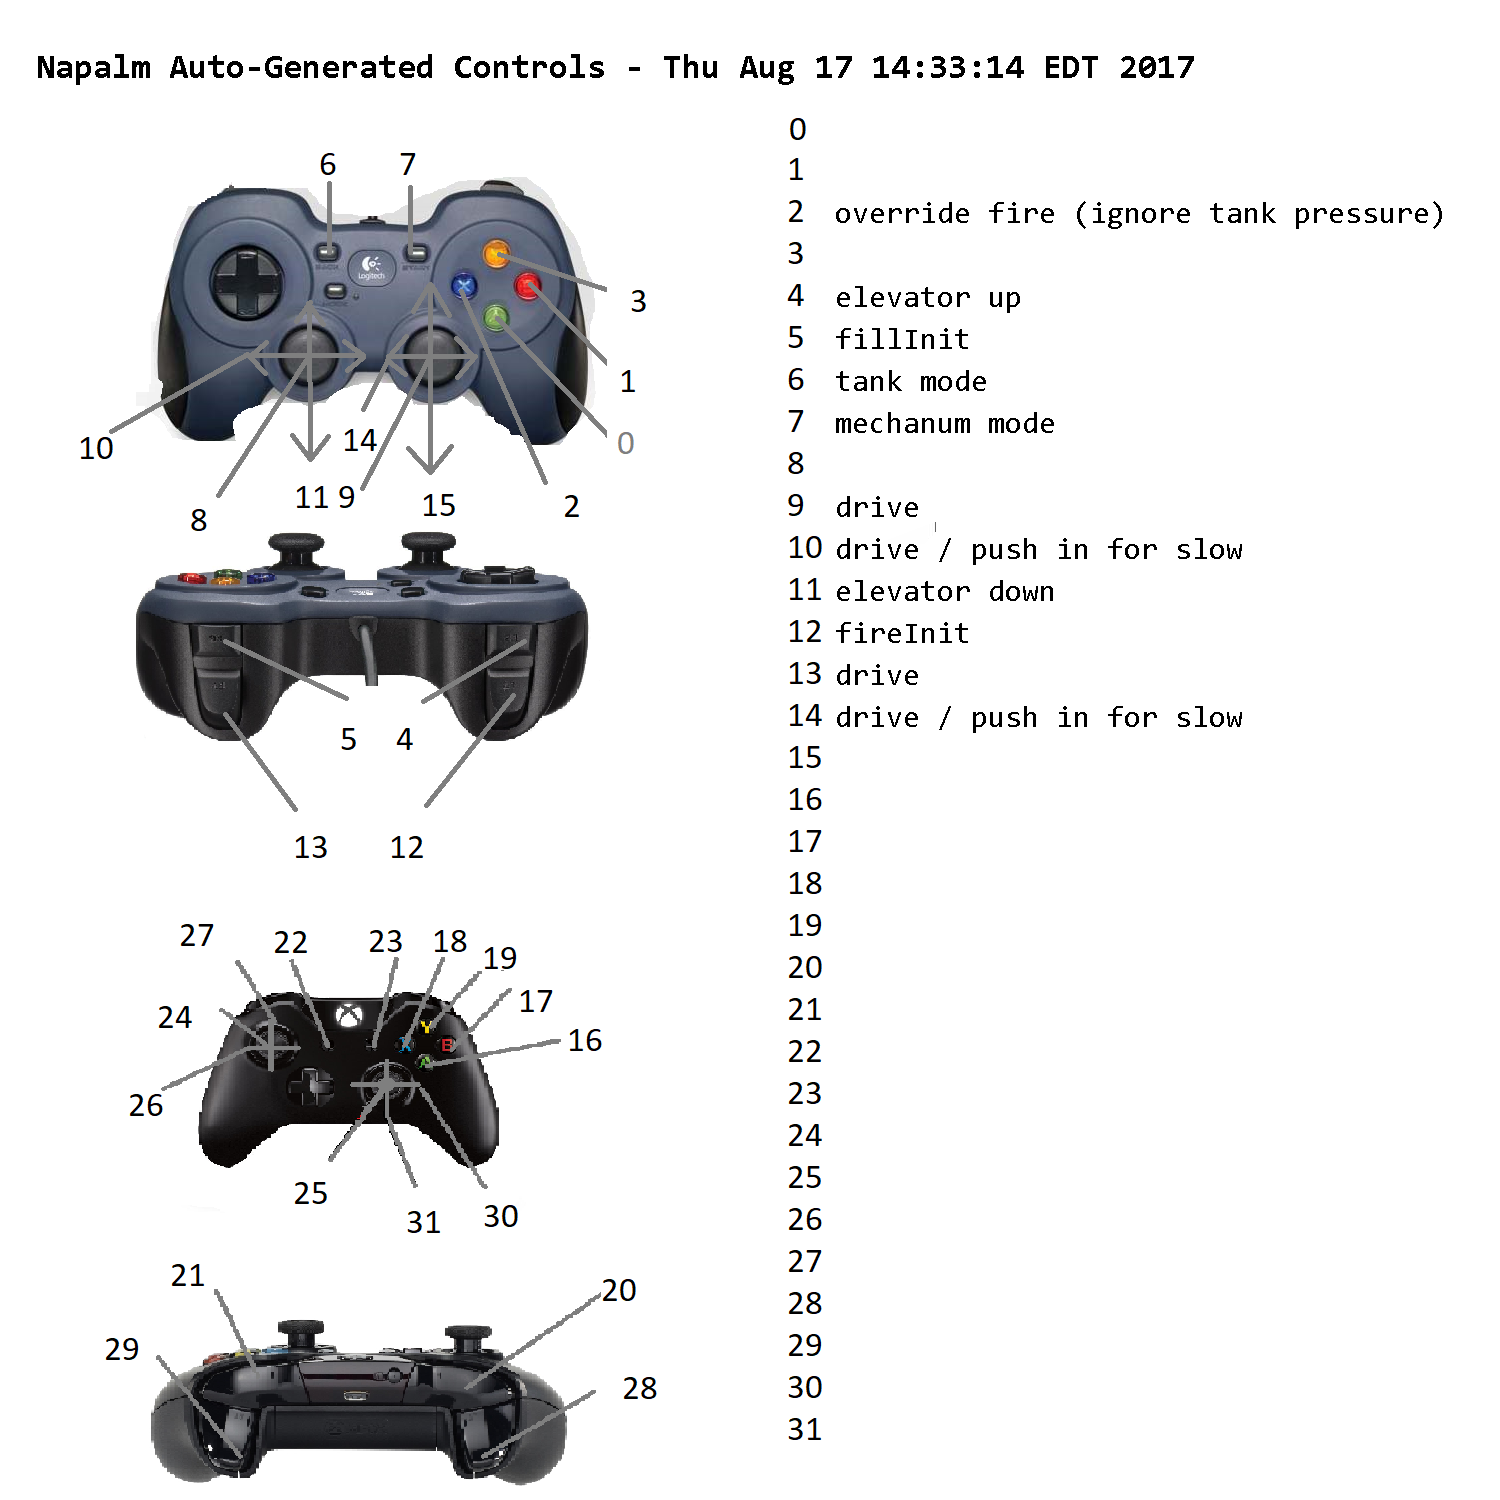 Napalm Auto-Generated Controls - Thu Aug 17 14:33:14 EDT 2017
6 7
Logitech
X
3
1
0
10 14
11 9 15
8 2
5 4
13 12
27 22 23 18 19
24 17
Y
X B
A
16
26
25 31 30
21 20
29 28
0
1
2 override fire (ignore tank pressure)
3
4 elevator up
5 fillInit
6 tank mode
7 mechanum mode
8
9 drive
10 drive / push in for slow
11 elevator down
12 fireInit
13 drive
14 drive / push in for slow
15
16
17
18
19
20
21
22
23
24
25
26
27
28
29
30
31